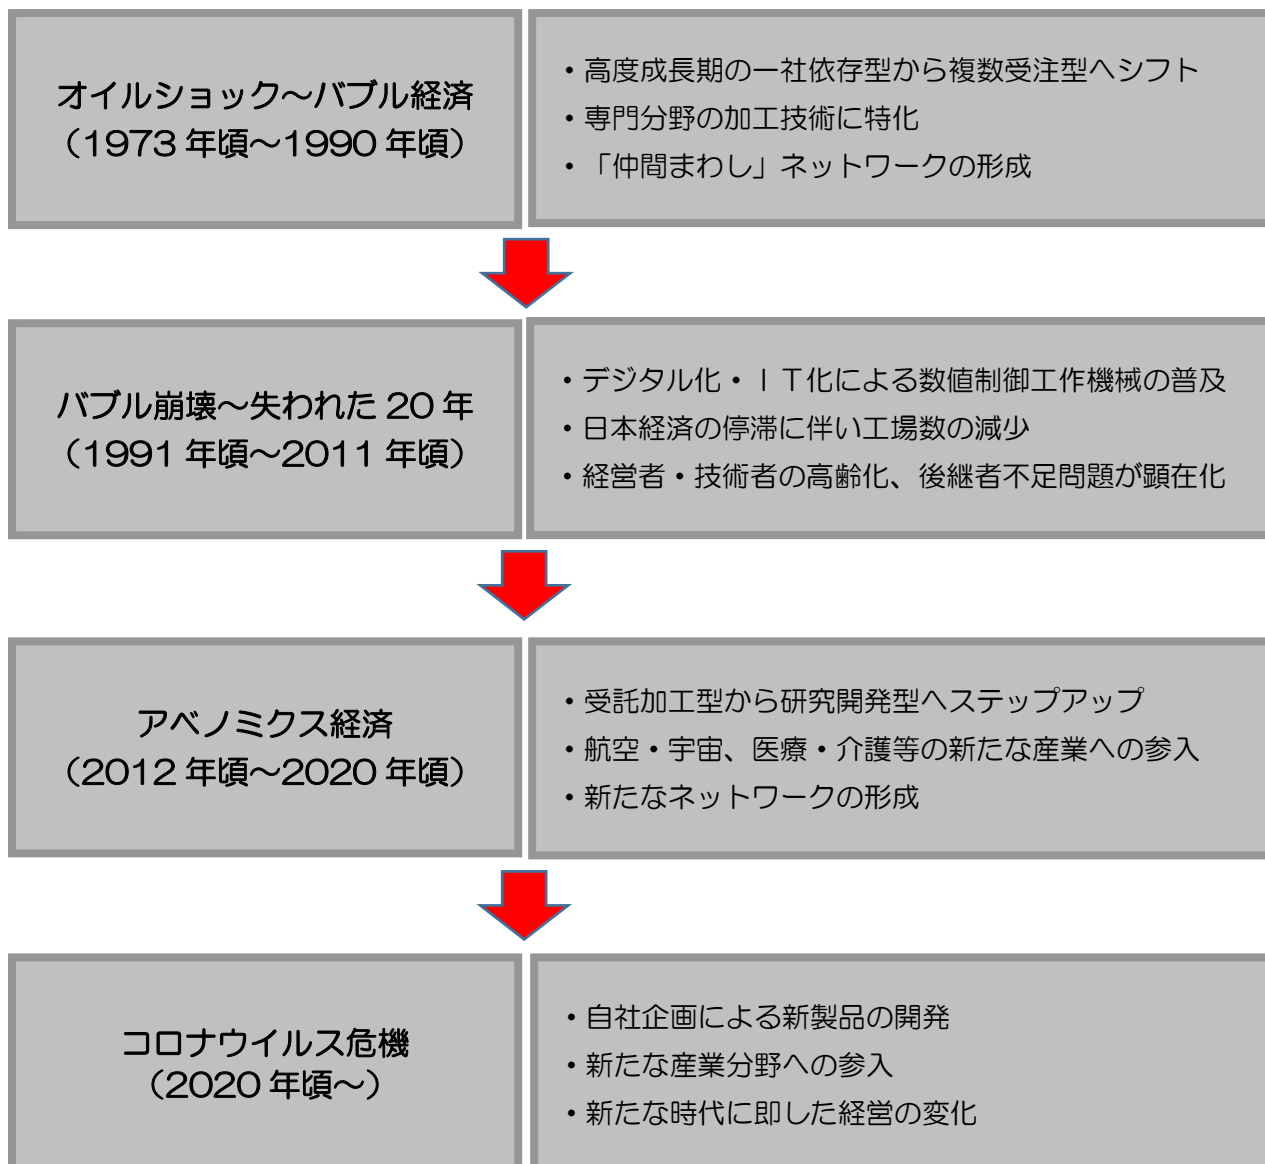 オイルショック～バブル経済
（1973 年頃～1990 年頃）
・高度成長期の一社依存型から複数受注型へシフト
・専門分野の加工技術に特化
・「仲間まわし」ネットワークの形成
バブル崩壊～失われた 20 年
（1991 年頃～2011 年頃）
・デジタル化・ＩＴ化による数値制御工作機械の普及
・日本経済の停滞に伴い工場数の減少
・経営者・技術者の高齢化、後継者不足問題が顕在化
アベノミクス経済
（2012 年頃～2020 年頃）
・受託加工型から研究開発型へステップアップ
・航空・宇宙、医療・介護等の新たな産業への参入
・新たなネットワークの形成
コロナウイルス危機
（2020 年頃～）
・自社企画による新製品の開発
・新たな産業分野への参入
・新たな時代に即した経営の変化